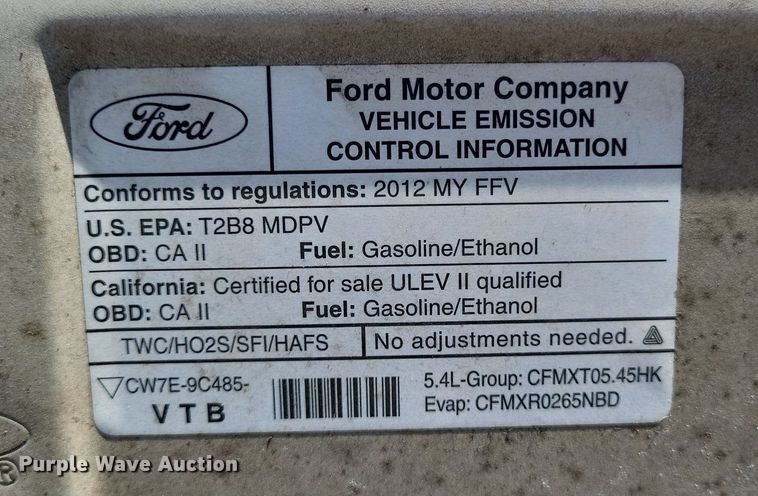 Ford
Ford Motor Company
VEHICLE EMISSION
CONTROL INFORMATION
Conforms to regulations: 2012 MY FFV
U.S. EPA: T2B8 MDPV
OBD: CA II Fuel: Gasoline/Ethanol
California: Certified for sale ULEV II qualified
OBD: CA II Fuel: Gasoline/Ethanol
TWC/HO2S/SFI/HAFS No adjustments needed.
CW7E-9C485- 5.4L-Group: CFMXT05.45HK
VTB Evap: CFMXR0265NBD
® Purple Wave Auction